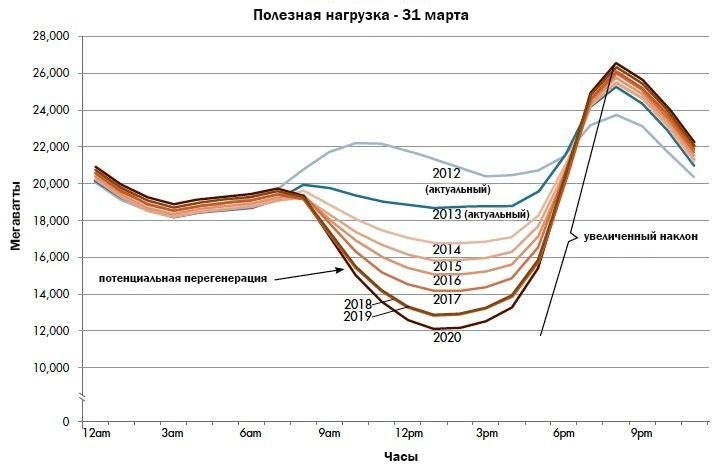 Полезная нагрузка - 31 марта
28,000
26,000
24,000
22,000
20,000
18,000
16,000
14,000
12,000
10,000
0
Мегаватты
2012
(актуальный)
2013 (актуальный)
2014
2015
2016
2017
2018
2019
2020
потенциальная перегенерация
увеличенный наклон
12am 3am 6am 9am 12pm 3pm 6pm 9pm
Часы